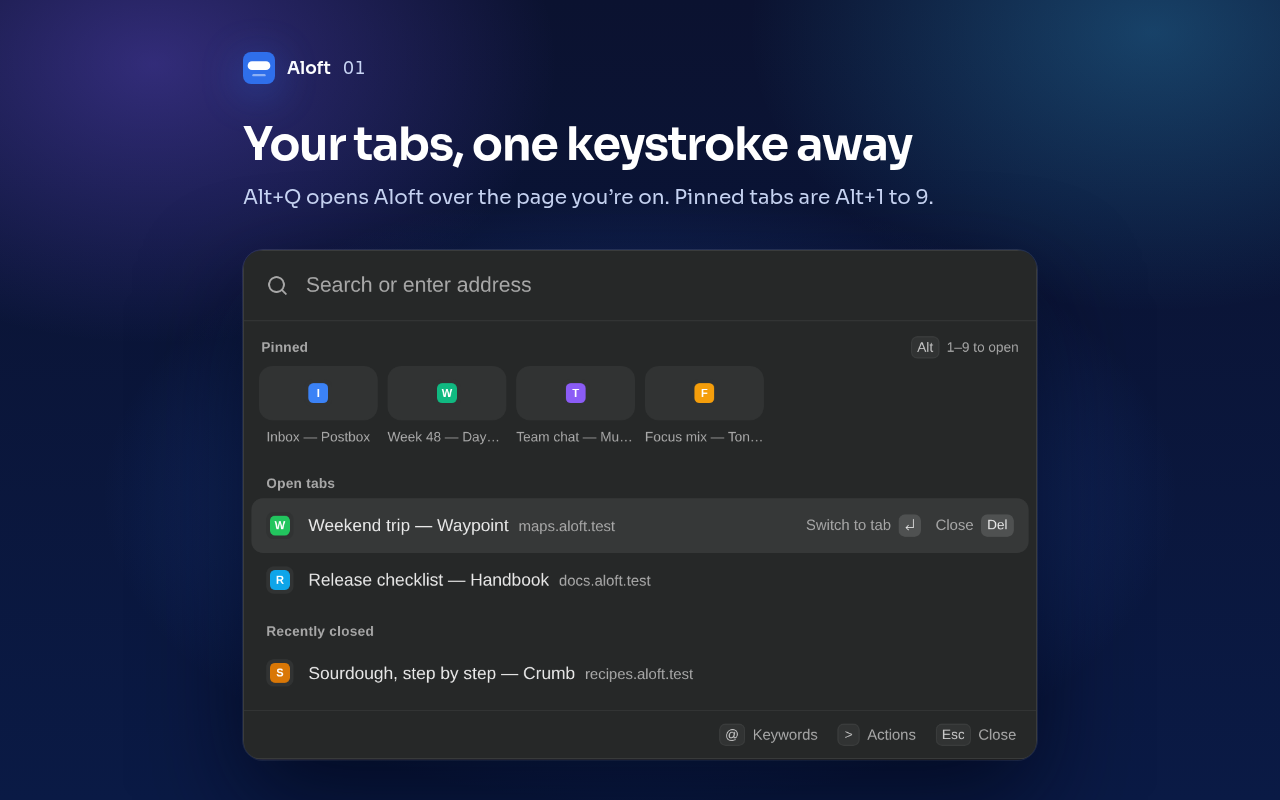 Aloft 01
Your tabs, one keystroke away
Alt+Q opens Aloft over the page you’re on. Pinned tabs are Alt+1 to 9.
Search or enter address
Pinned Alt 1–9 to open
I W T F
Inbox — Postbox Week 48 — Day… Team chat — Mu… Focus mix — Ton…
Open tabs
W Weekend trip — Waypoint maps.aloft.test Switch to tab ↵ Close Del
R Release checklist — Handbook docs.aloft.test
Recently closed
S Sourdough, step by step — Crumb recipes.aloft.test
@ Keywords > Actions Esc Close